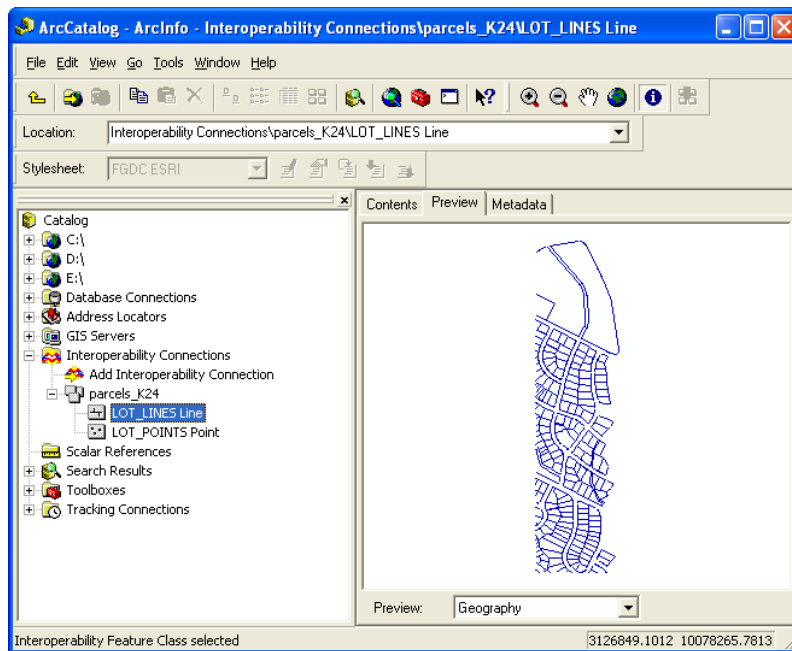 ArcCatalog - ArcInfo - Interoperability Connections\parcels_K24\LOT_LINES Line
File Edit View Go Tools Window Help
Location: Interoperability Connections\parcels_K24\LOT_LINES Line
Stylesheet: FGDC ESRI
Catalog
C:\
D:\
E:\
Database Connections
Address Locators
GIS Servers
Interoperability Connections
Add Interoperability Connection
parcels_K24
LOT_LINES Line
LOT_POINTS Point
Scalar References
Search Results
Toolboxes
Tracking Connections
Contents Preview Metadata
Preview: Geography
Interoperability Feature Class selected
3126849.1012 10078265.7813